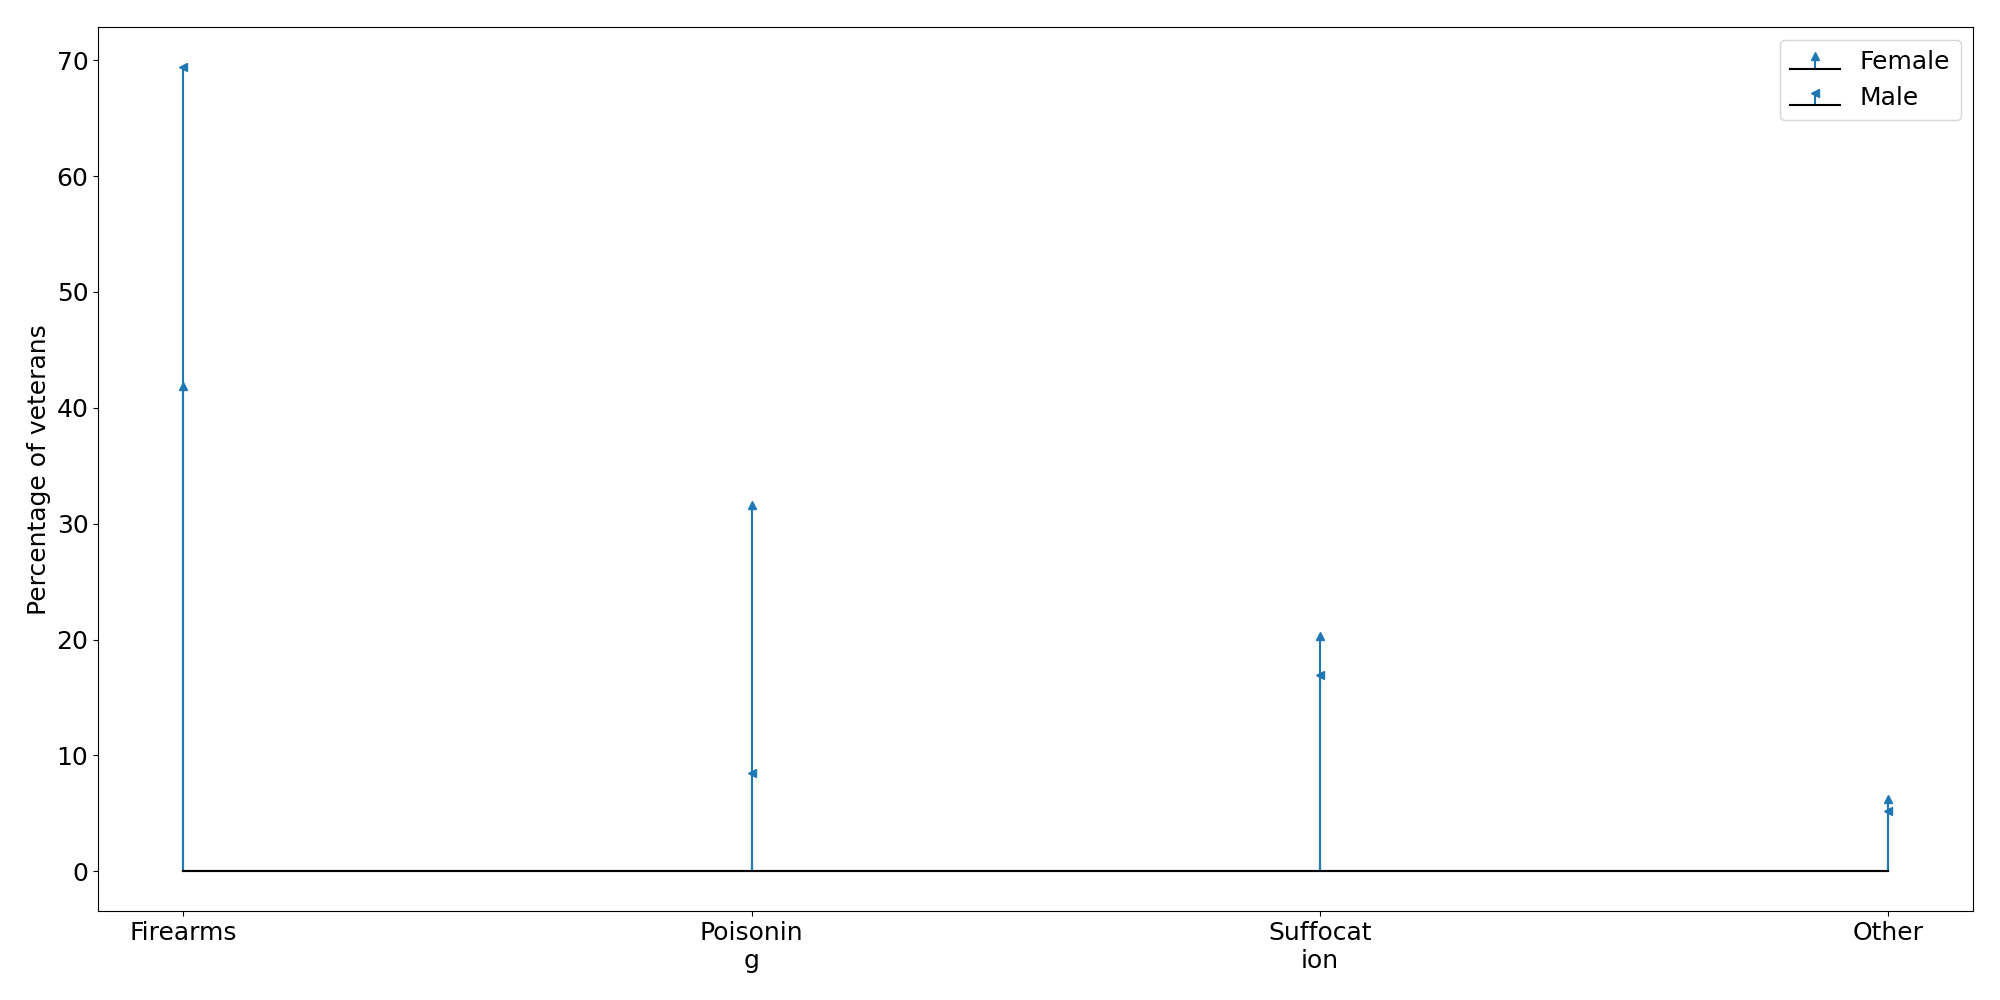 70
60
50
40
30
20
10
0
Percentage of veterans
Female
Male
Firearms
Poisonin
g
Suffocat
ion
Other